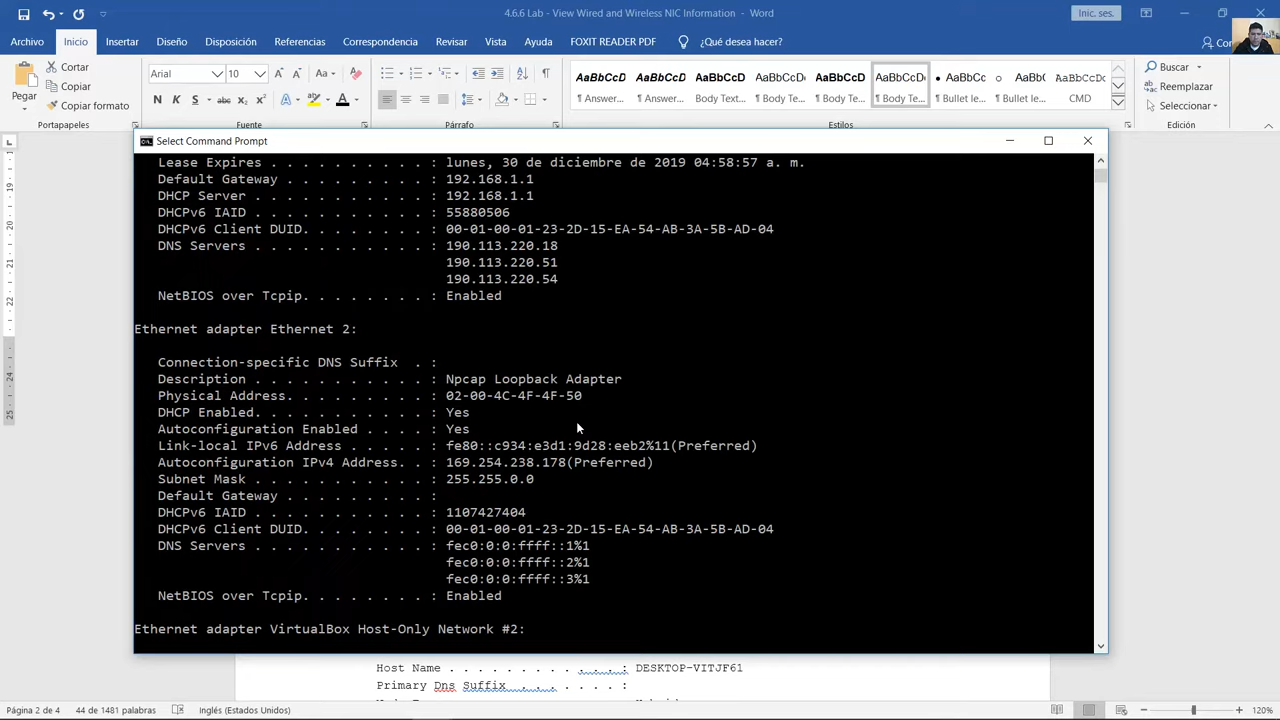 4.6.6 Lab - View Wired and Wireless NIC Information - Word
Inic. ses.
Archivo Inicio Insertar Diseño Disposición Referencias Correspondencia Revisar Vista Ayuda FOXIT READER PDF ¿Qué desea hacer?
Pegar
Cortar
Copiar
Copiar formato
Portapapeles
Arial 10
Fuente
Párrafo
AaBbCcD AaBbCcD AaBbCcD AaBbCcDc AaBbCcD AaBbCcDc AaBbCc AaBbC AaBbCcDc
¶ Answer... ¶ Answer... Body Text... ¶ Body Te... ¶ Body Te... ¶ Body Te... ¶ Bullet le... ¶ Bullet le... CMD
Estilos
Buscar
Reemplazar
Seleccionar
Edición
Select Command Prompt
Lease Expires . . . . . . . . . . : lunes, 30 de diciembre de 2019 04:58:57 a. m.
Default Gateway . . . . . . . . . : 192.168.1.1
DHCP Server . . . . . . . . . . . : 192.168.1.1
DHCPv6 IAID . . . . . . . . . . . : 55880506
DHCPv6 Client DUID. . . . . . . . : 00-01-00-01-23-2D-15-EA-54-AB-3A-5B-AD-04
DNS Servers . . . . . . . . . . . : 190.113.220.18
190.113.220.51
190.113.220.54
NetBIOS over Tcpip. . . . . . . . : Enabled
Ethernet adapter Ethernet 2:
Connection-specific DNS Suffix . :
Description . . . . . . . . . . . : Npcap Loopback Adapter
Physical Address. . . . . . . . . : 02-00-4C-4F-4F-50
DHCP Enabled. . . . . . . . . . . : Yes
Autoconfiguration Enabled . . . . : Yes
Link-local IPv6 Address . . . . . : fe80::c934:e3d1:9d28:eeb2%11(Preferred)
Autoconfiguration IPv4 Address. . : 169.254.238.178(Preferred)
Subnet Mask . . . . . . . . . . . : 255.255.0.0
Default Gateway . . . . . . . . . :
DHCPv6 IAID . . . . . . . . . . . : 1107427404
DHCPv6 Client DUID. . . . . . . . : 00-01-00-01-23-2D-15-EA-54-AB-3A-5B-AD-04
DNS Servers . . . . . . . . . . . : fec0:0:0:ffff::1%1
fec0:0:0:ffff::2%1
fec0:0:0:ffff::3%1
NetBIOS over Tcpip. . . . . . . . : Enabled
Ethernet adapter VirtualBox Host-Only Network #2:
Host Name . . . . . . . . . . . . : DESKTOP-VITJF61
Primary Dns Suffix . . . . . . . :
Página 2 de 4 44 de 1481 palabras Inglés (Estados Unidos) 120%